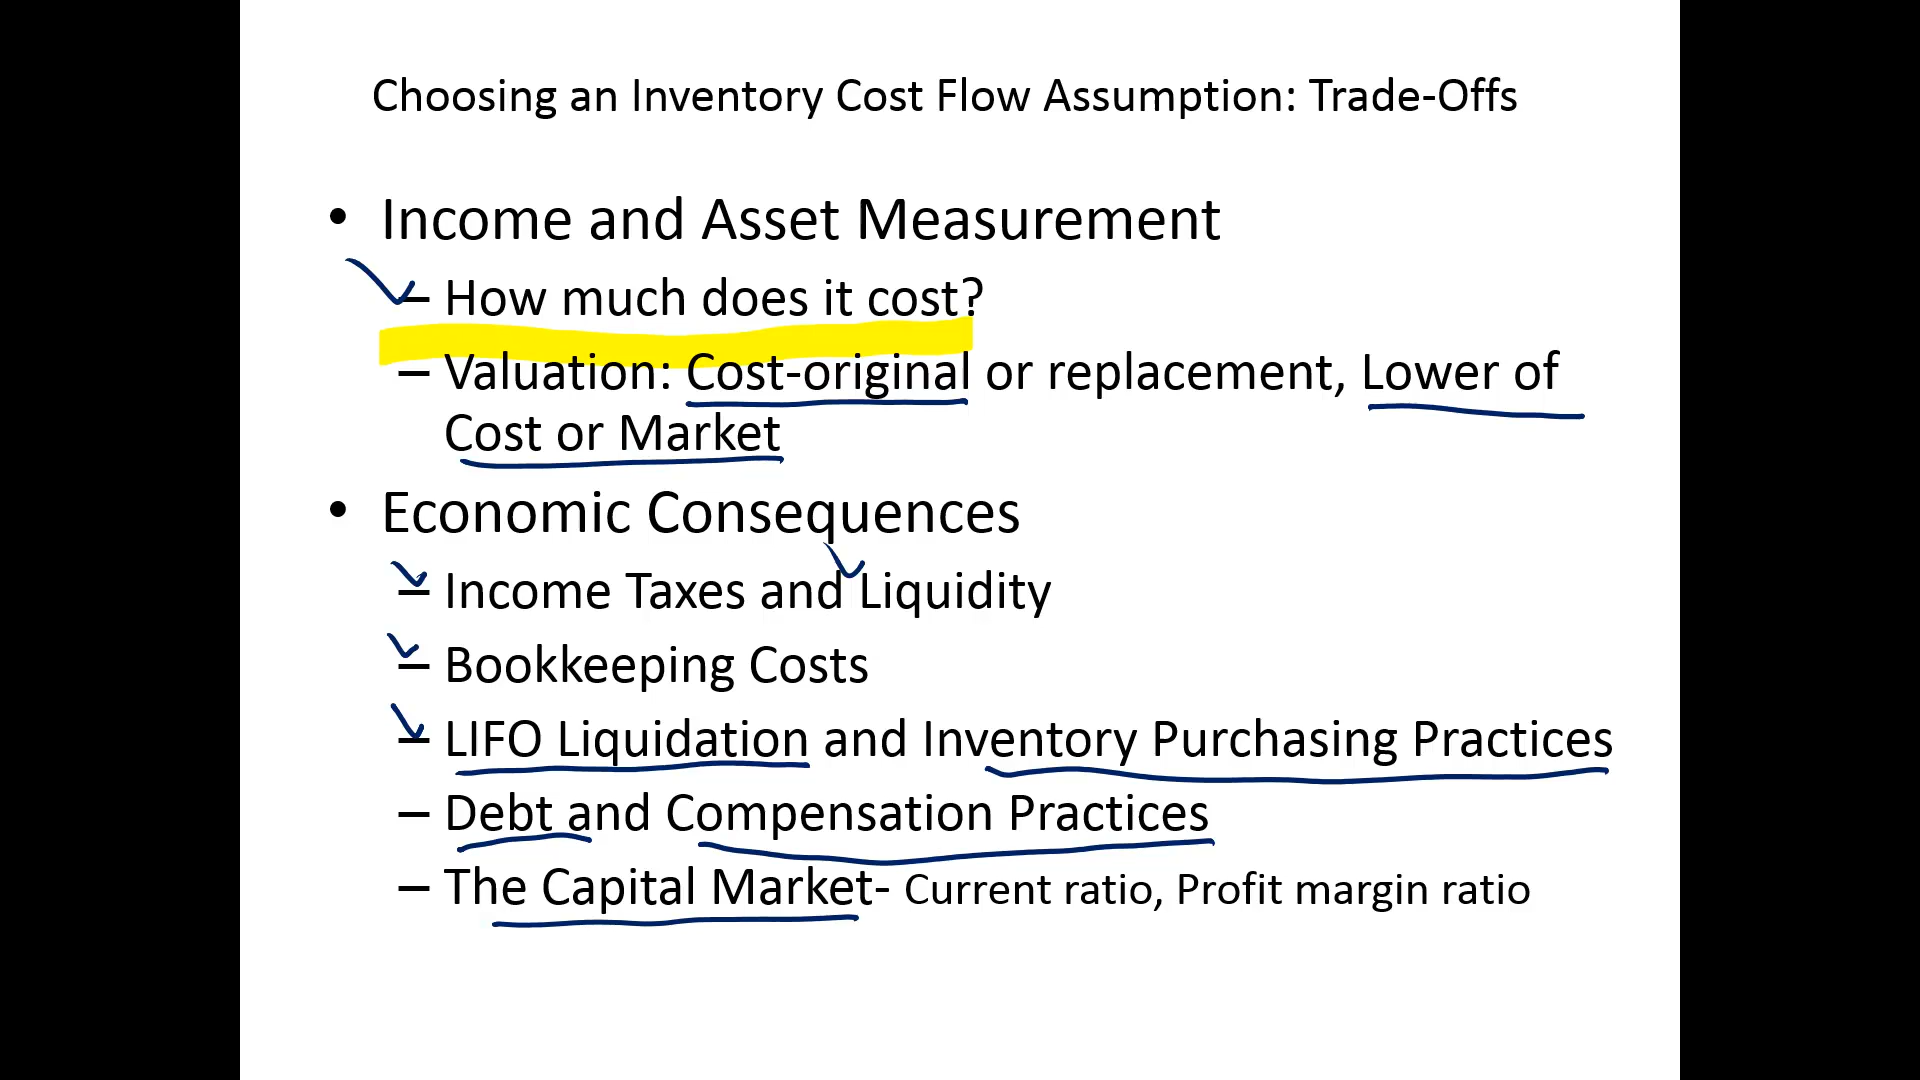 Choosing an Inventory Cost Flow Assumption: Trade-Offs
• Income and Asset Measurement
– How much does it cost?
– Valuation: Cost-original or replacement, Lower of
Cost or Market
• Economic Consequences
– Income Taxes and Liquidity
– Bookkeeping Costs
– LIFO Liquidation and Inventory Purchasing Practices
– Debt and Compensation Practices
– The Capital Market- Current ratio, Profit margin ratio